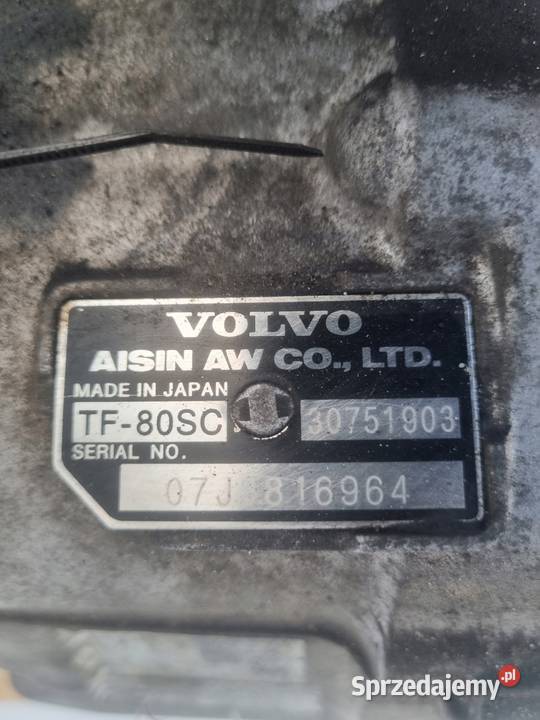 VOLVO
AISIN AW CO., LTD.
MADE IN JAPAN
TF-80SC 30751903
SERIAL NO.
07J 816964
Sprzedajemy.pl